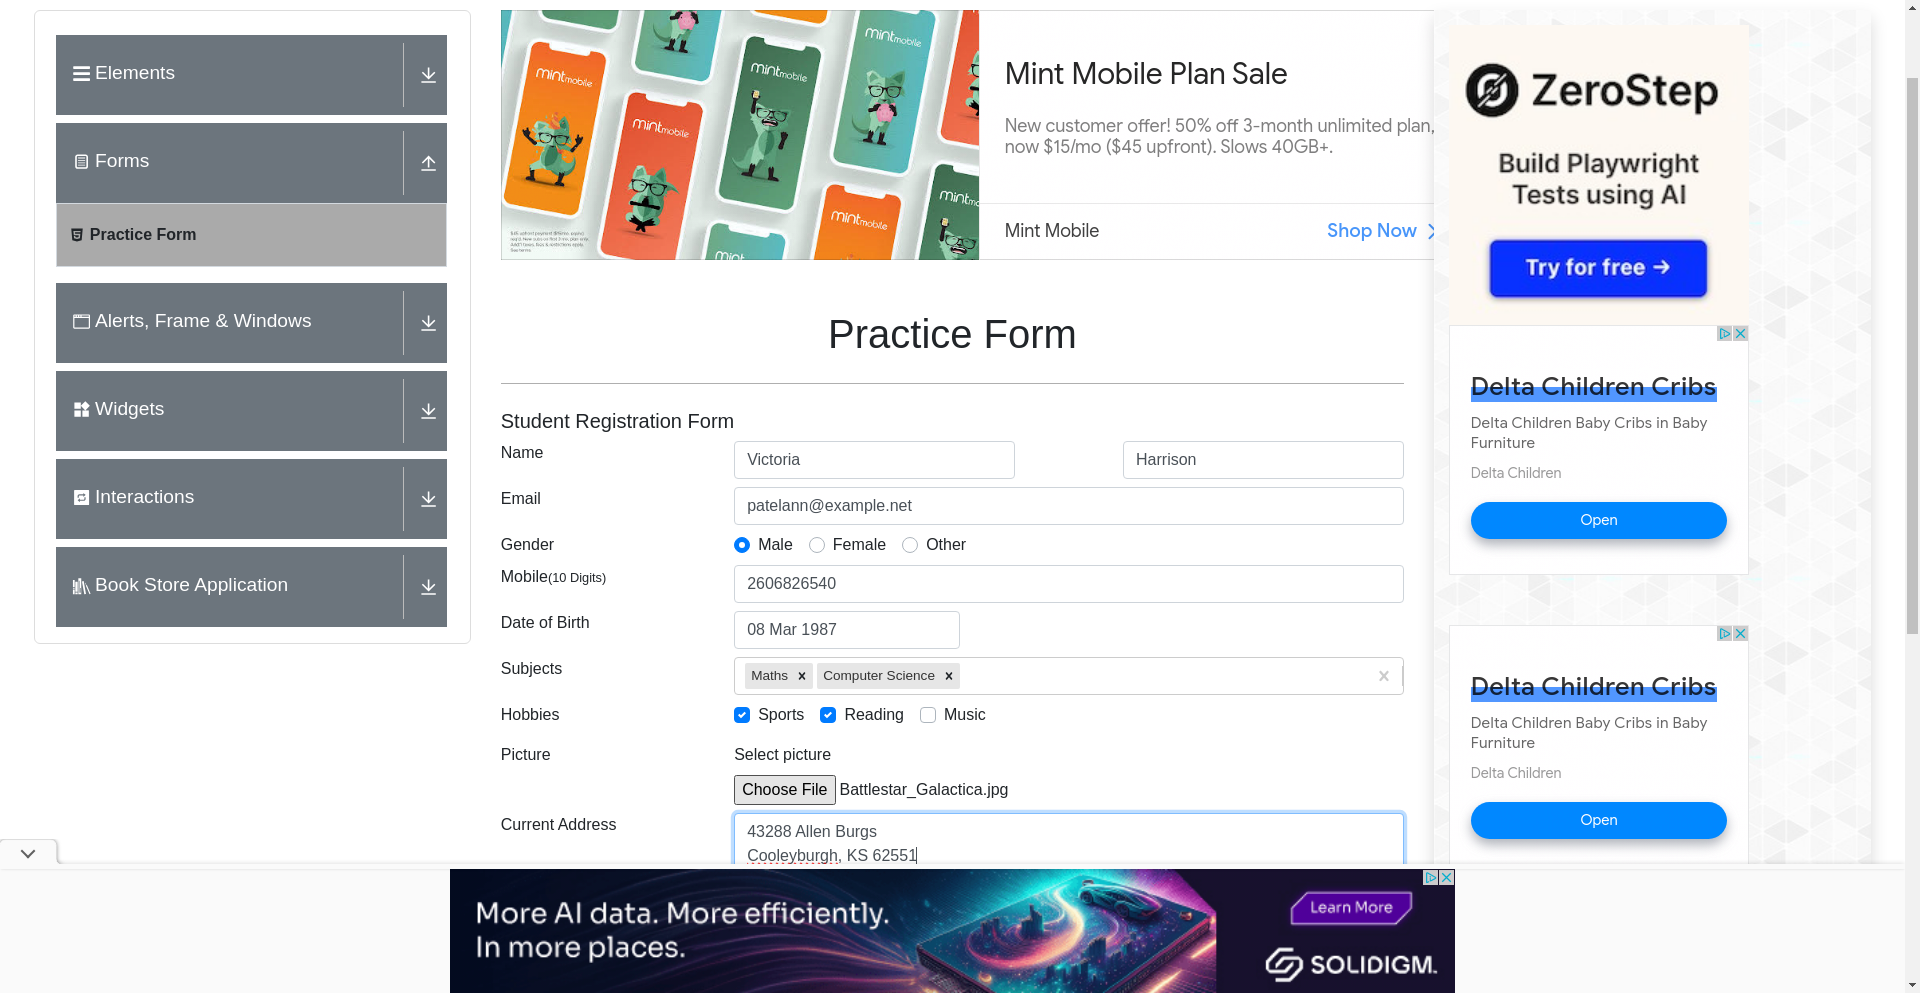 Elements
Forms
Practice Form
Alerts, Frame & Windows
Widgets
Interactions
Book Store Application
mintmobile
mintmobile
mintmobile
mintmobile
mintmobile
mint
Mint Mobile Plan Sale
New customer offer! 50% off 3-month unlimited plan,
now $15/mo ($45 upfront). Slows 40GB+.
Mint Mobile
Shop Now
Practice Form
Student Registration Form
Name
Victoria
Harrison
Email
patelann@example.net
Gender
Male
Female
Other
Mobile(10 Digits)
2606826540
Date of Birth
08 Mar 1987
Subjects
Maths
Computer Science
Hobbies
Sports
Reading
Music
Picture
Select picture
Choose File
Battlestar_Galactica.jpg
Current Address
43288 Allen Burgs
Cooleyburgh, KS 62551
ZeroStep
Build Playwright
Tests using AI
Try for free →
Delta Children Cribs
Delta Children Baby Cribs in Baby
Furniture
Delta Children
Open
Delta Children Cribs
Delta Children Baby Cribs in Baby
Furniture
Delta Children
Open
More AI data. More efficiently.
In more places.
Learn More
SOLIDIGM.